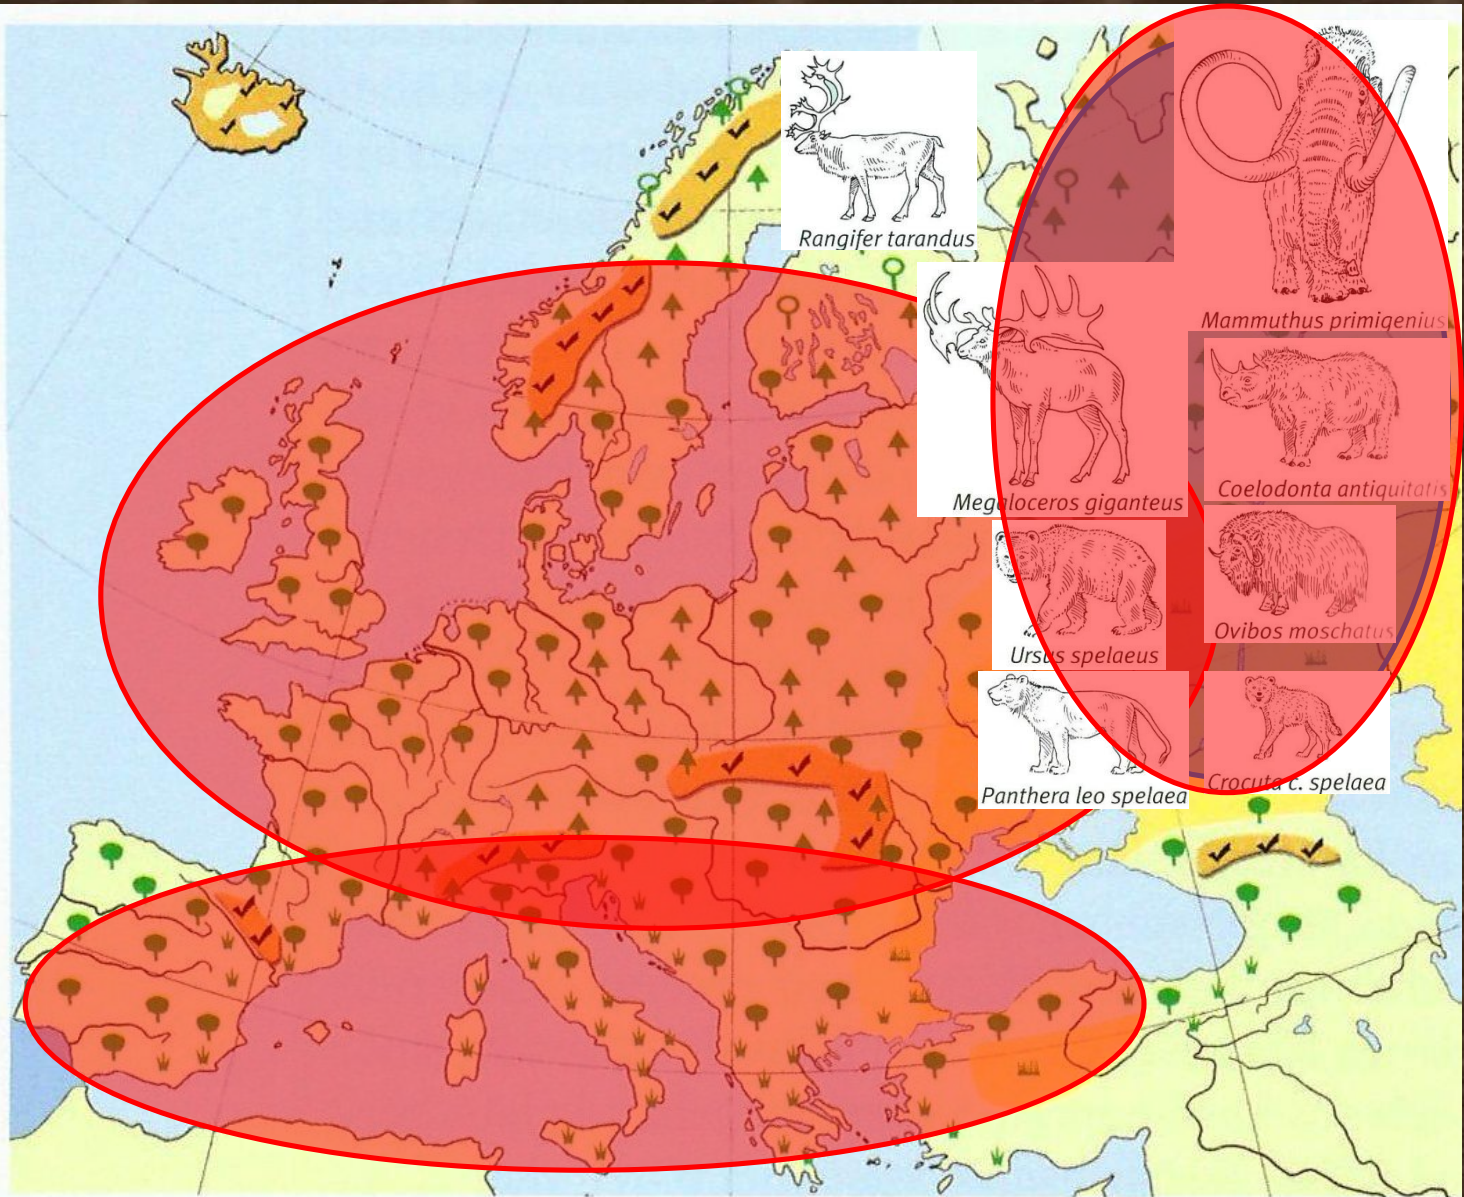 Rangifer tarandus
Mammuthus primigenius
Megaloceros giganteus
Coelodonta antiquitatis
Ursus spelaeus
Ovibos moschatus
Panthera leo spelaea
Crocuta c. spelaea